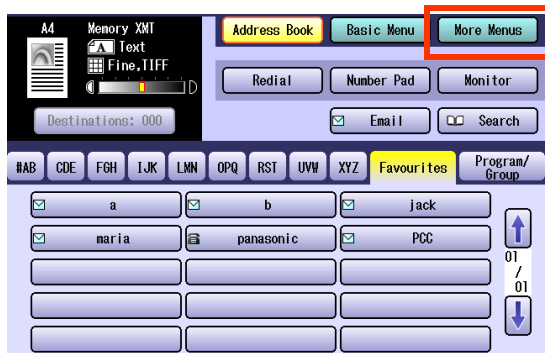 A4 Memory XMT
A Text
Fine,TIFF
D
Destinations: 000
Address Book Basic Menu More Menus
Redial Number Pad Monitor
Email Search
#AB CDE FGH IJK LMN OPQ RST UVW XYZ Favourites Program/
Group
a b jack
maria panasonic PCC
01
/
01